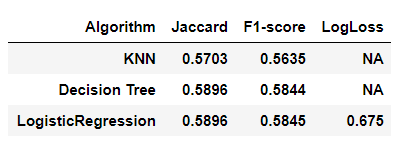 Algorithm Jaccard F1-score LogLoss
KNN 0.5703 0.5635 NA
Decision Tree 0.5896 0.5844 NA
LogisticRegression 0.5896 0.5845 0.675